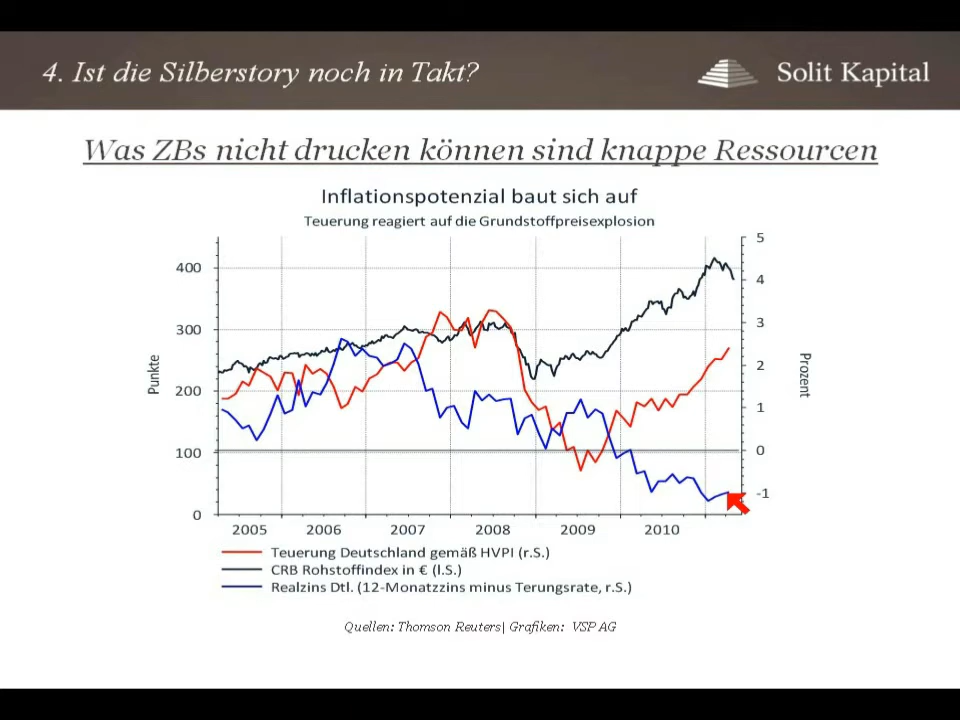 4. Ist die Silberstory noch in Takt?
Solit Kapital
Was ZBs nicht drucken können sind knappe Ressourcen
Inflationspotenzial baut sich auf
Teuerung reagiert auf die Grundstoffpreisexplosion
Punkte
400
300
200
100
0
5
4
3
2
1
0
-1
Prozent
2005 2006 2007 2008 2009 2010
Teuerung Deutschland gemäß HVPI (r.S.)
CRB Rohstoffindex in € (l.S.)
Realzins Dtl. (12-Monatzzins minus Terungsrate, r.S.)
Quellen: Thomson Reuters| Grafiken: VSP AG